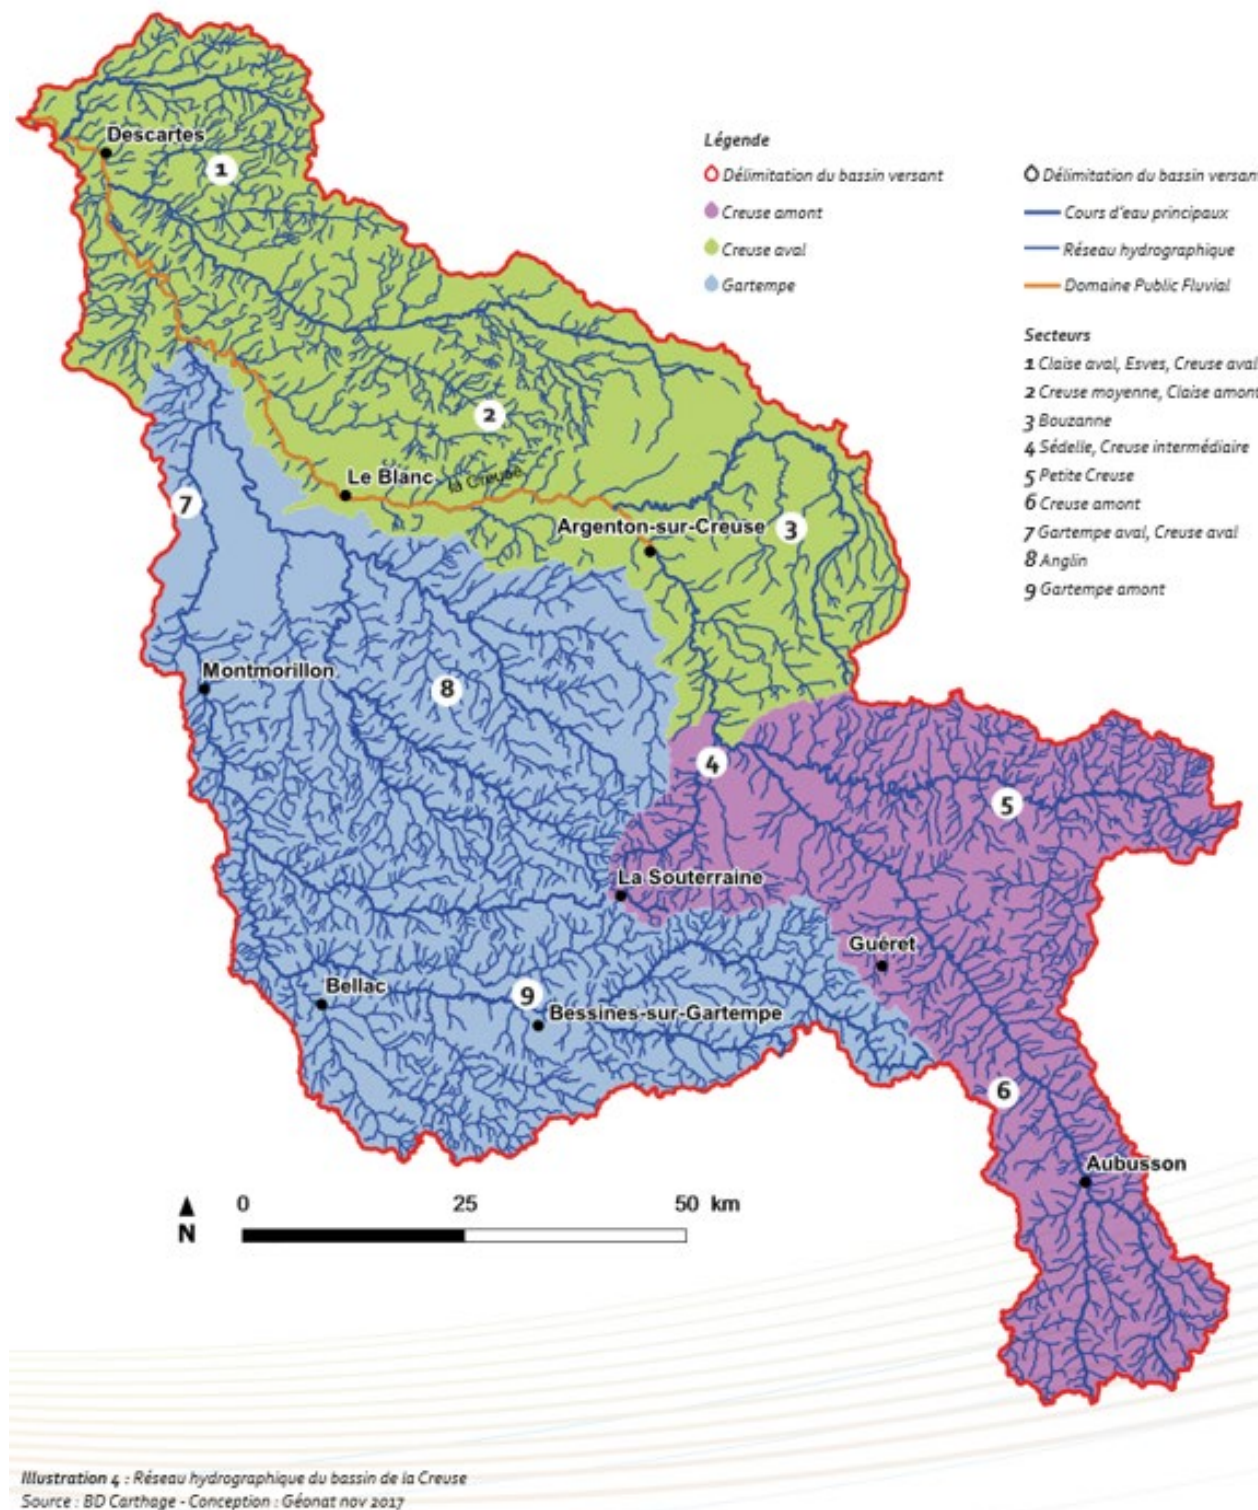 Descartes
1
Légende
Délimitation du bassin versant
Creuse amont
Creuse aval
Gartempe
Délimitation du bassin versant
Cours d'eau principaux
Réseau hydrographique
Domaine Public Fluvial
Secteurs
1 Claise aval, Esves, Creuse aval
2 Creuse moyenne, Claise amont
3 Bouzanne
4 Sédelle, Creuse intermédiaire
5 Petite Creuse
6 Creuse amont
7 Gartempe aval, Creuse aval
8 Anglin
9 Gartempe amont
2
Le Blanc
la Creuse
7
Argenton-sur-Creuse
3
Montmorillon
8
4
5
La Souterraine
Guéret
Bellac
9
Bessines-sur-Gartempe
6
Aubusson
N
0 25 50 km
Illustration 4 : Réseau hydrographique du bassin de la Creuse
Source : BD Carthage - Conception : Géonat nov 2017